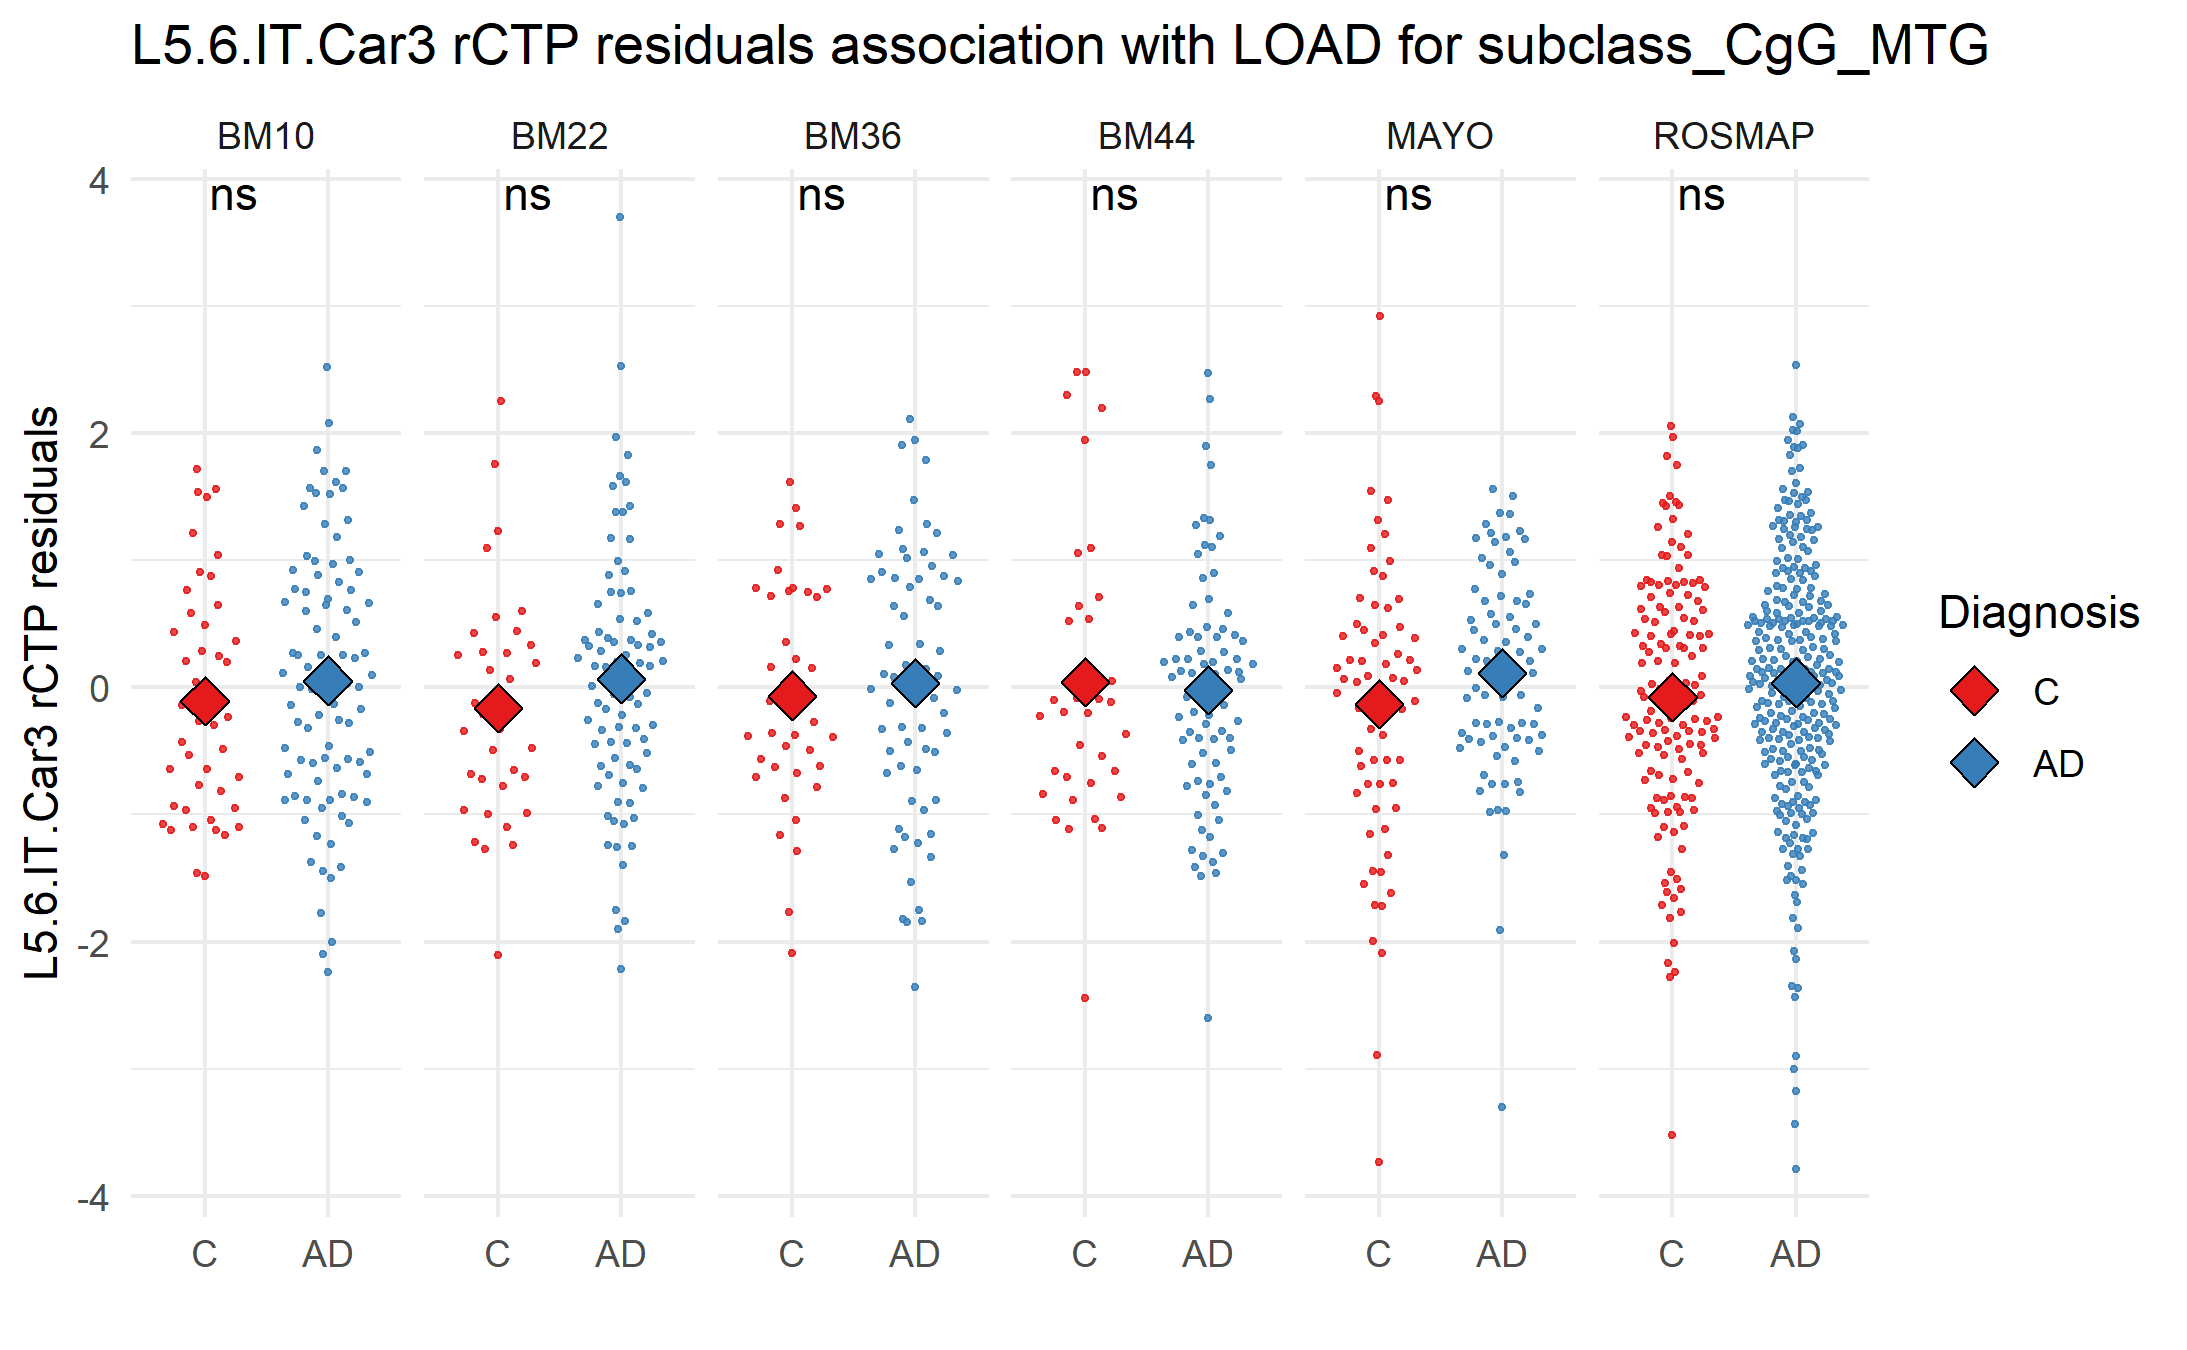 L5.6.IT.Car3 rCTP residuals association with LOAD for subclass_CgG_MTG
BM10 BM22 BM36 BM44 MAYO ROSMAP
ns ns ns ns ns ns
L5.6.IT.Car3 rCTP residuals
4
2
0
-2
-4
C AD C AD C AD C AD C AD C AD
Diagnosis
C
AD